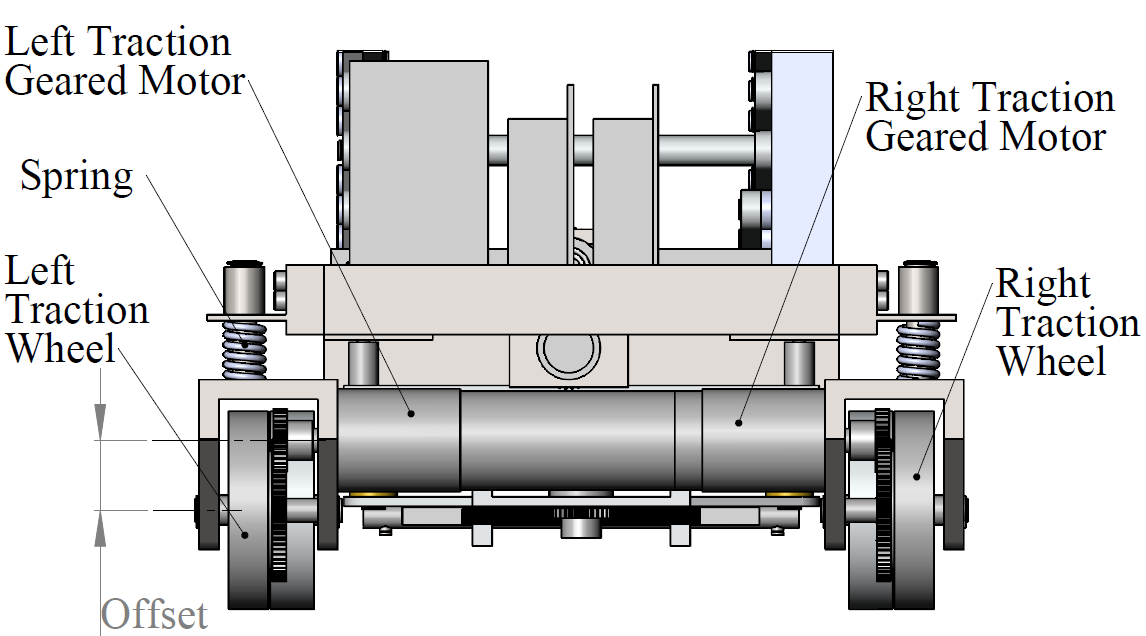 Left Traction
Geared Motor
Right Traction
Geared Motor
Spring
Left
Traction
Wheel
Right
Traction
Wheel
Offset